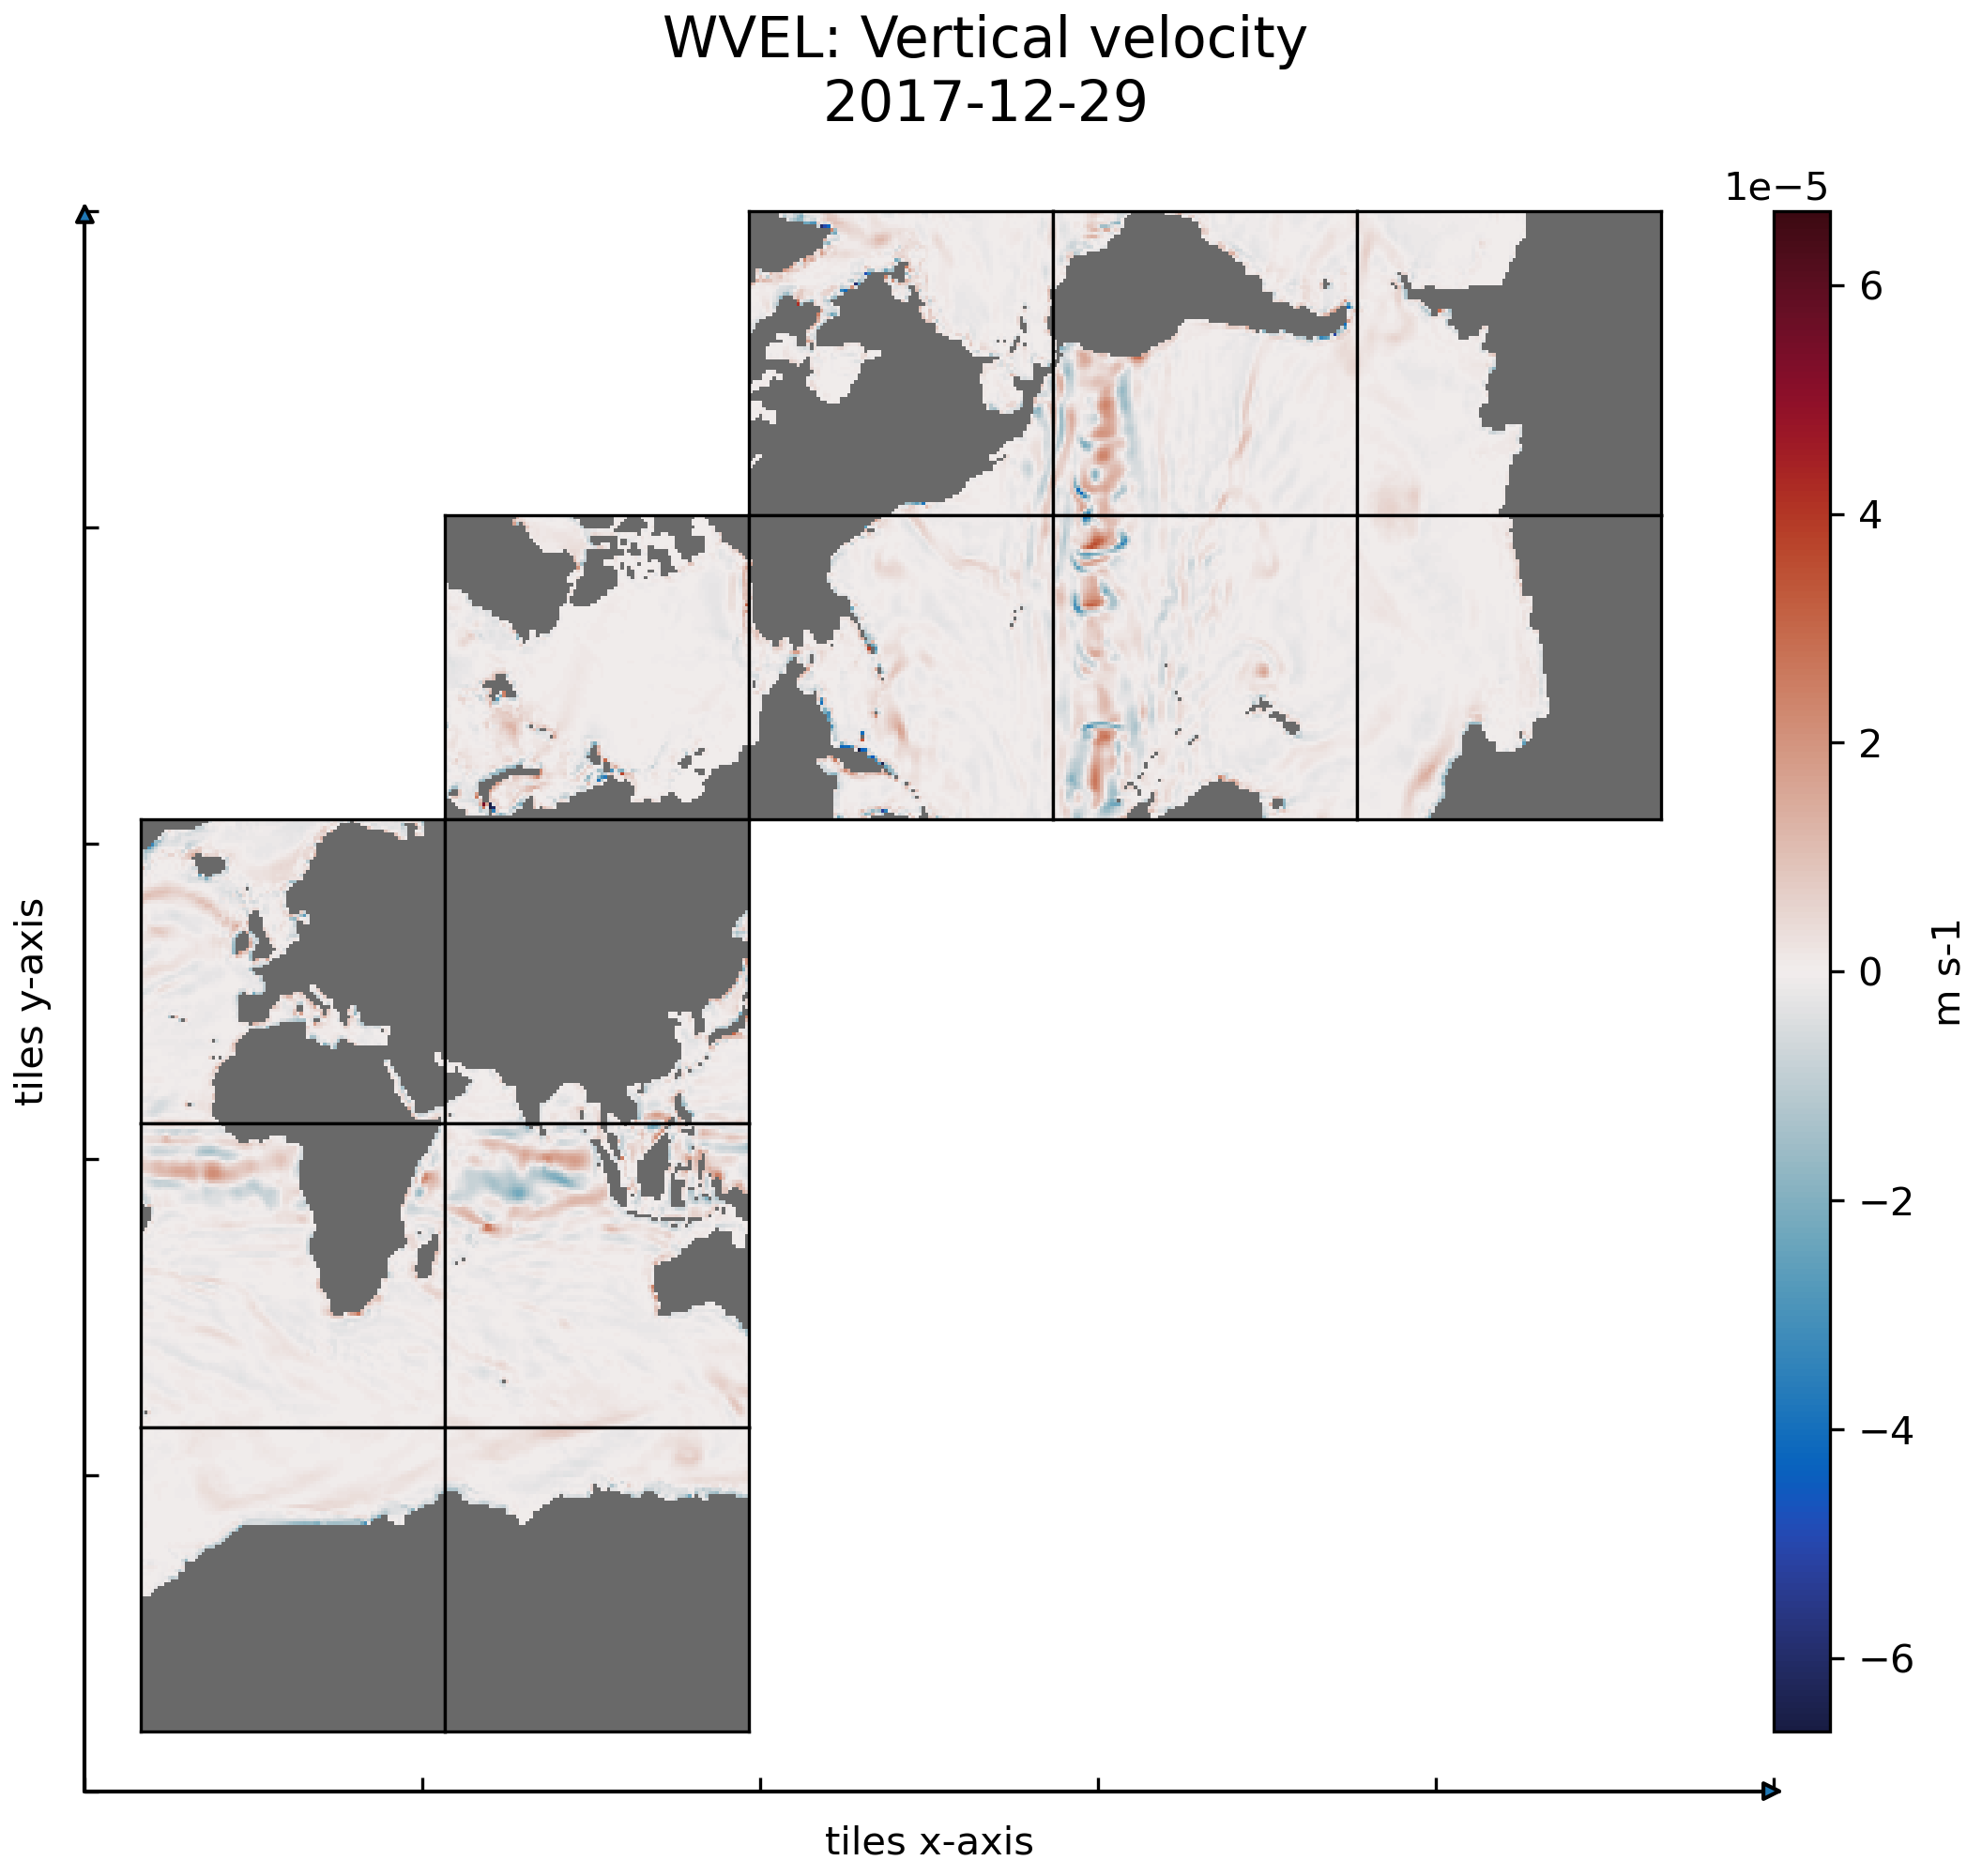 WVEL: Vertical velocity
2017-12-29
1e−5
6
4
2
0
−2
−4
−6
m s-1
tiles y-axis
tiles x-axis